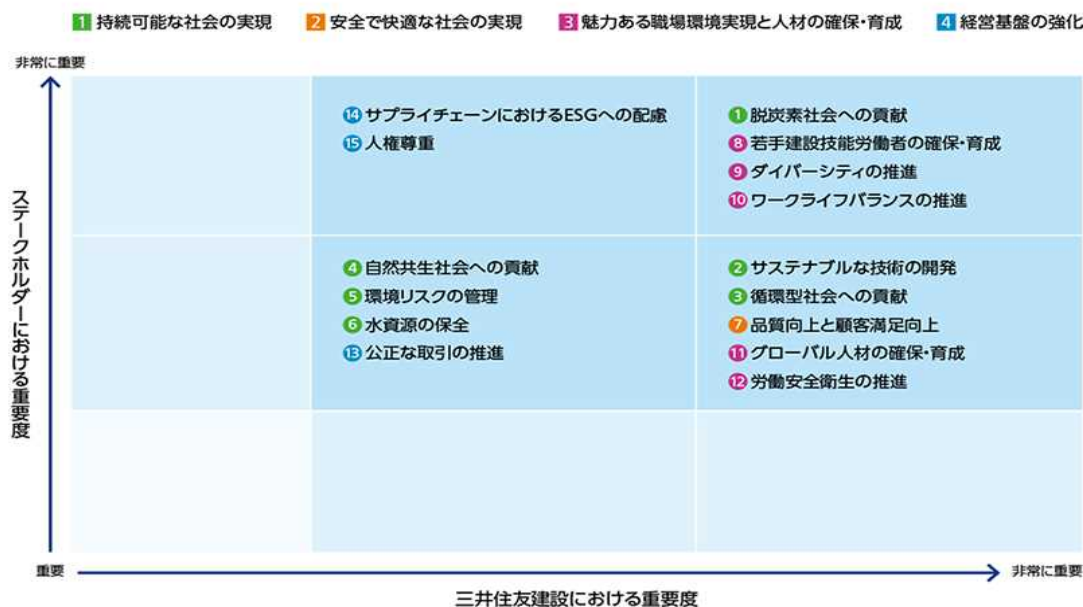 1 持続可能な社会の実現 2 安全で快適な社会の実現 3 魅力ある職場環境実現と人材の確保・育成 4 経営基盤の強化
非常に重要
ステークホルダーにおける重要度
14 サプライチェーンにおけるESGへの配慮
15 人権尊重
1 脱炭素社会への貢献
8 若手建設技能労働者の確保・育成
9 ダイバーシティの推進
10 ワークライフバランスの推進
4 自然共生社会への貢献
5 環境リスクの管理
6 水資源の保全
13 公正な取引の推進
2 サステナブルな技術の開発
3 循環型社会への貢献
7 品質向上と顧客満足向上
11 グローバル人材の確保・育成
12 労働安全衛生の推進
重要
非常に重要
三井住友建設における重要度